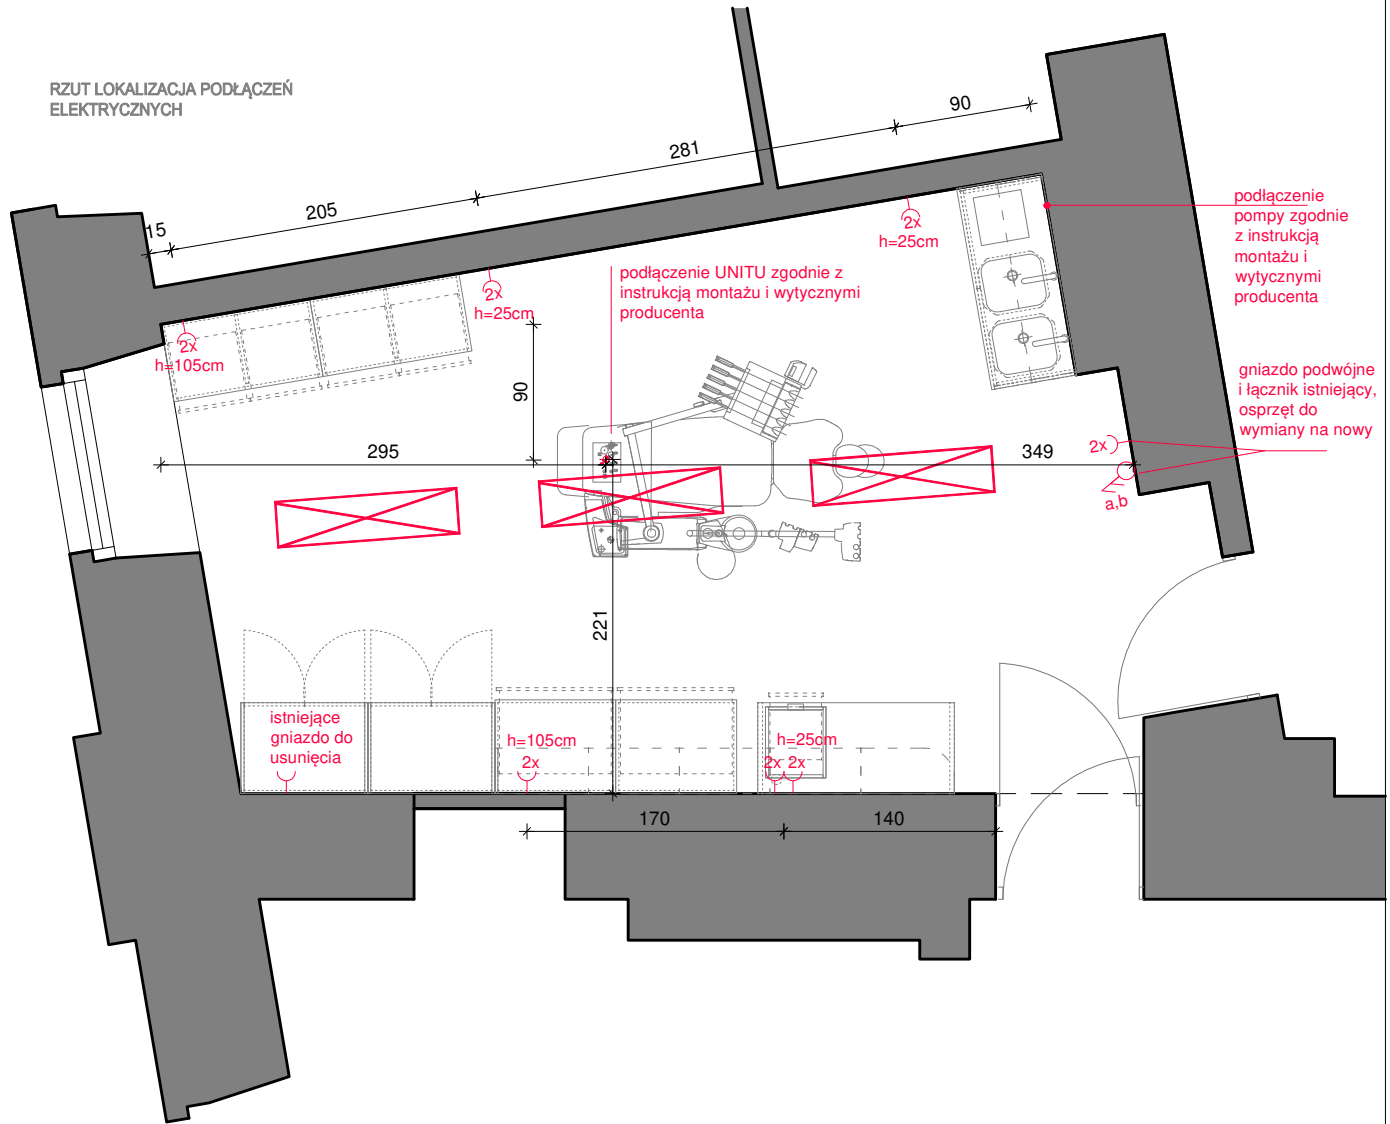 RZUT LOKALIZACJA PODŁĄCZEŃ
ELEKTRYCZNYCH
90
281
205
15
podłączenie
pompy zgodnie
z instrukcją
montażu i
wytycznymi
producenta
2x
h=25cm
podłączenie UNITU zgodnie z
instrukcją montażu i wytycznymi
producenta
2x
h=25cm
2x
h=105cm
gniazdo podwójne
i łącznik istniejący,
osprzęt do
wymiany na nowy
90
295
349
2x
a,b
221
istniejące
gniazdo do
usunięcia
h=105cm
2x
h=25cm
2x 2x
170
140